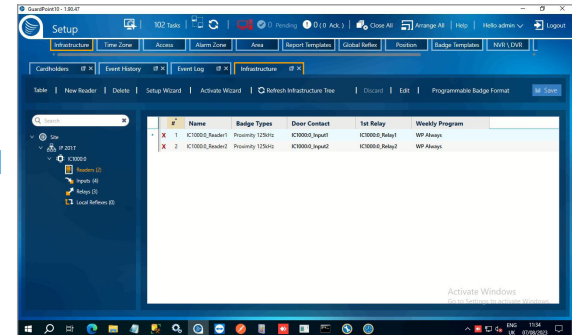 GuardPoint10 - 1.90.47
Setup
102 Tasks
0 Pending
0 ( 0 Ack. )
Close All
Arrange All
Help
Hello admin
Logout
Infrastructure
Time Zone
Access
Alarm Zone
Area
Report Templates
Global Reflex
Position
Badge Templates
NVR \ DVR
Cardholders
Event History
Event Log
Infrastructure
Table
New Reader
Delete
Setup Wizard
Activate Wizard
Refresh Infrastructure Tree
Discard
Edit
Programmable Badge Format
Save
Search
# Name Badge Types Door Contact 1st Relay Weekly Program
X 1 IC1000:0_Reader1 Proximity 125kHz IC1000:0_Input1 IC1000:0_Relay1 WP Always
X 2 IC1000:0_Reader2 Proximity 125kHz IC1000:0_Input2 IC1000:0_Relay2 WP Always
Site
IP 2017
IC1000:0
Readers (2)
Inputs (4)
Relays (3)
Local Reflexes (0)
Activate Windows
Go to Settings to activate Windows.
ENG
UK
11:34
07/08/2023